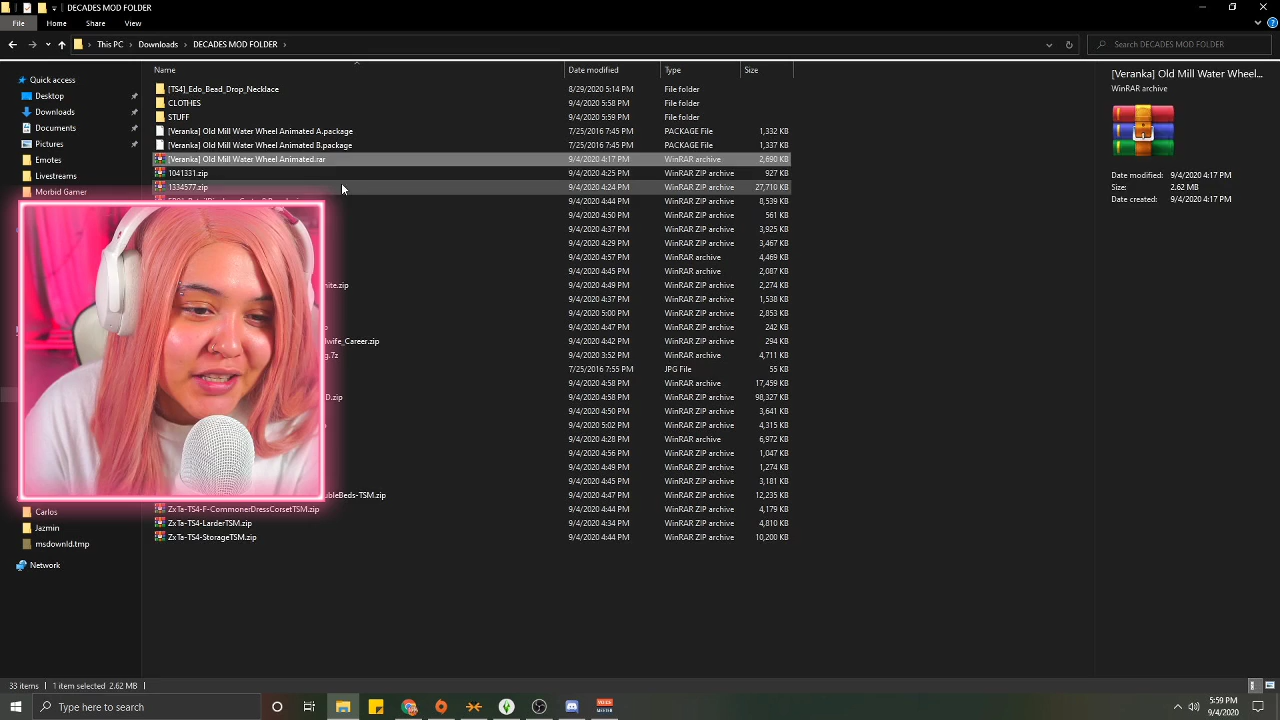 DECADES MOD FOLDER
File Home Share View
This PC Downloads DECADES MOD FOLDER Search DECADES MOD FOLDER
Name Date modified Type Size
Quick access
Desktop
Downloads
Documents
Pictures
Emotes
Livestreams
Morbid Gamer
Carlos
Jazmin
msdownld.tmp
Network
[TS4]_Edo_Bead_Drop_Necklace 8/29/2020 5:14 PM File folder
CLOTHES 9/4/2020 5:58 PM File folder
STUFF 9/4/2020 5:59 PM File folder
[Veranka] Old Mill Water Wheel Animated A.package 7/25/2016 7:45 PM PACKAGE File 1,332 KB
[Veranka] Old Mill Water Wheel Animated B.package 7/25/2016 7:45 PM PACKAGE File 1,337 KB
[Veranka] Old Mill Water Wheel Animated.rar 9/4/2020 4:17 PM WinRAR archive 2,690 KB
1041331.zip 9/4/2020 4:25 PM WinRAR ZIP archive 927 KB
1334577.zip 9/4/2020 4:24 PM WinRAR ZIP archive 27,710 KB
9/4/2020 4:44 PM WinRAR ZIP archive 8,539 KB
9/4/2020 4:50 PM WinRAR ZIP archive 561 KB
9/4/2020 4:37 PM WinRAR ZIP archive 3,925 KB
9/4/2020 4:29 PM WinRAR ZIP archive 3,467 KB
9/4/2020 4:57 PM WinRAR archive 4,469 KB
9/4/2020 4:45 PM WinRAR archive 2,087 KB
nite.zip 9/4/2020 4:49 PM WinRAR ZIP archive 2,274 KB
9/4/2020 4:37 PM WinRAR ZIP archive 1,538 KB
9/4/2020 5:00 PM WinRAR ZIP archive 2,853 KB
9/4/2020 4:47 PM WinRAR ZIP archive 242 KB
lwife_Career.zip 9/4/2020 4:42 PM WinRAR ZIP archive 294 KB
g.7z 9/4/2020 3:52 PM WinRAR archive 4,711 KB
7/25/2016 7:55 PM JPG File 55 KB
9/4/2020 4:58 PM WinRAR archive 17,459 KB
D.zip 9/4/2020 4:58 PM WinRAR ZIP archive 98,327 KB
9/4/2020 4:50 PM WinRAR ZIP archive 3,641 KB
9/4/2020 5:02 PM WinRAR ZIP archive 4,315 KB
9/4/2020 4:28 PM WinRAR ZIP archive 6,972 KB
9/4/2020 4:56 PM WinRAR ZIP archive 1,047 KB
9/4/2020 4:49 PM WinRAR ZIP archive 1,274 KB
9/4/2020 4:45 PM WinRAR ZIP archive 3,181 KB
ubleBeds-TSM.zip 9/4/2020 4:47 PM WinRAR ZIP archive 12,235 KB
ZxTa-TS4-F-CommonerDressCorsetTSM.zip 9/4/2020 4:44 PM WinRAR ZIP archive 4,179 KB
ZxTa-TS4-LarderTSM.zip 9/4/2020 4:34 PM WinRAR ZIP archive 4,810 KB
ZxTa-TS4-StorageTSM.zip 9/4/2020 4:44 PM WinRAR ZIP archive 10,200 KB
[Veranka] Old Mill Water Wheel...
WinRAR archive
Date modified: 9/4/2020 4:17 PM
Size: 2.62 MB
Date created: 9/4/2020 4:17 PM
33 items 1 item selected 2.62 MB
Type here to search
VOICE MEETER
5:59 PM
9/4/2020